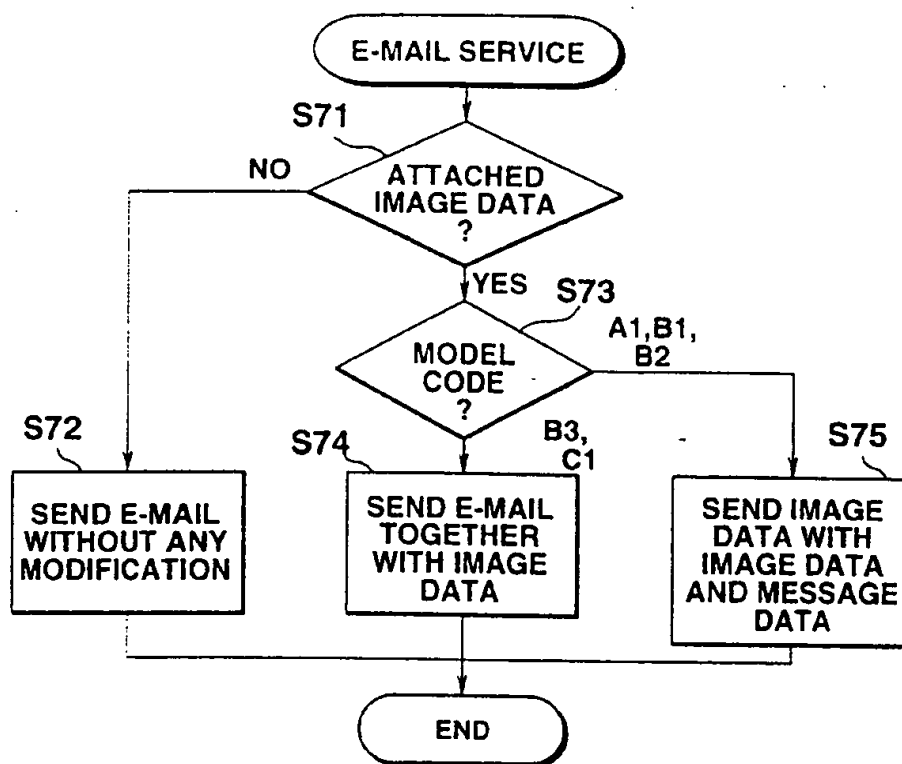 E-MAIL SERVICE
S71
NO
ATTACHED
IMAGE DATA
?
YES
S73
A1,B1,
B2
MODEL
CODE
?
S72
S74
B3,
C1
S75
SEND E-MAIL
WITHOUT ANY
MODIFICATION
SEND E-MAIL
TOGETHER
WITH IMAGE
DATA
SEND IMAGE
DATA WITH
IMAGE DATA
AND MESSAGE
DATA
END